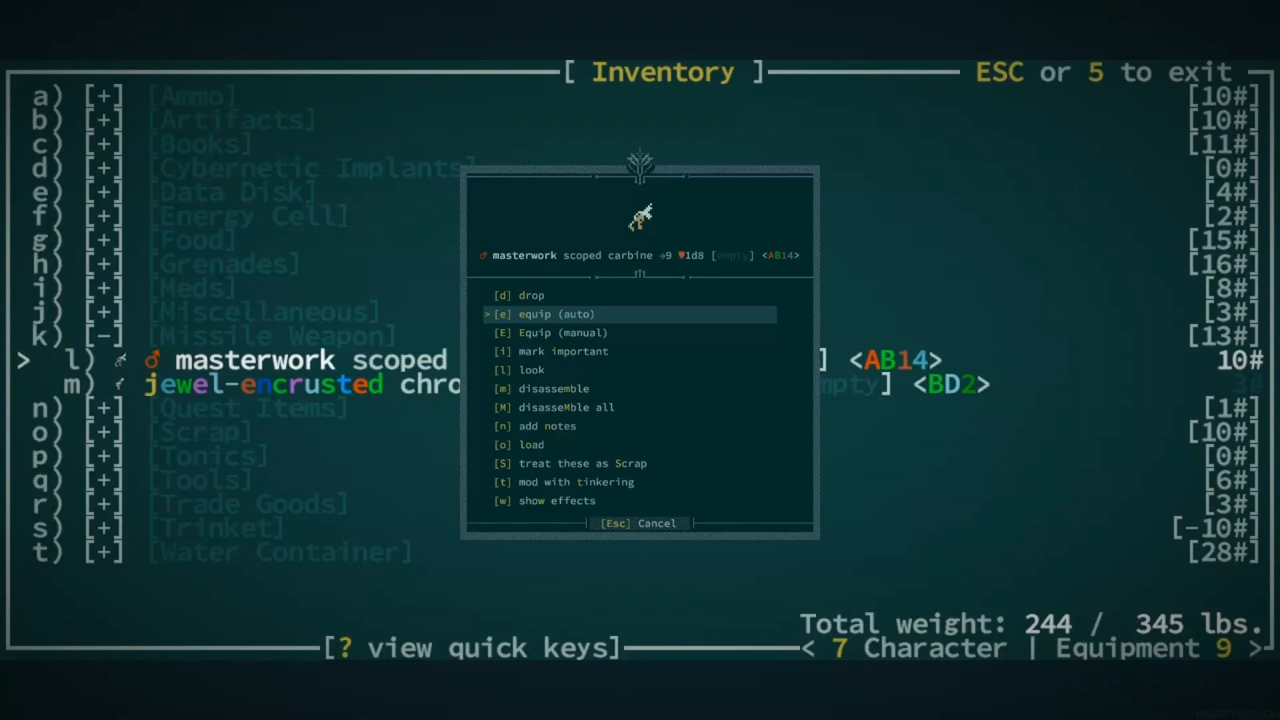 [ Inventory ] ESC or 5 to exit
a) [+] [Ammo] [10#]
b) [+] [Artifacts] [10#]
c) [+] [Books] [11#]
d) [+] [Cybernetic Implants] [0#]
e) [+] [Data Disk] [4#]
f) [+] [Energy Cell] [2#]
g) [+] [Food] [15#]
h) [+] [Grenades] [16#]
i) [+] [Meds] [8#]
j) [+] [Miscellaneous] [3#]
k) [-] [Missile Weapon] [13#]
> l) ♂ masterwork scoped ] <AB14> 10#
m) jewel-encrusted chro mpty] <BD2> 3#
n) [+] [Quest Items] [1#]
o) [+] [Scrap] [10#]
p) [+] [Tonics] [0#]
q) [+] [Tools] [6#]
r) [+] [Trade Goods] [3#]
s) [+] [Trinket] [-10#]
t) [+] [Water Container] [28#]
Total weight: 244 / 345 lbs.
[? view quick keys] < 7 Character | Equipment 9 >
♂ masterwork scoped carbine →9 ♥1d8 [empty] <AB14>
[d] drop
> [e] equip (auto)
[E] Equip (manual)
[i] mark important
[l] look
[m] disassemble
[M] disasseMble all
[n] add notes
[o] load
[S] treat these as Scrap
[t] mod with tinkering
[w] show effects
[Esc] Cancel